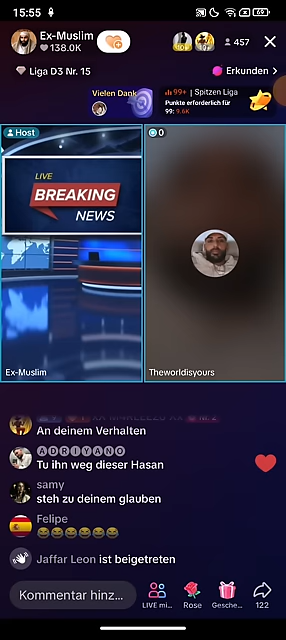 15:55
69
Ex-Muslim
138.0K
457
Liga D3 Nr. 15
Erkunden
Vielen Dank
99+ | Spitzen Liga
Punkte erforderlich für
99: 9.6K
Host
0
LIVE
BREAKING
NEWS
Ex-Muslim
Theworldisyours
An deinem Verhalten
ADRIYANO
Tu ihn weg dieser Hasan
samy
steh zu deinem glauben
Felipe
😂😂😂😂😂😂
Jaffar Leon ist beigetreten
Kommentar hinz...
LIVE mi...
Rose
Gesche...
122